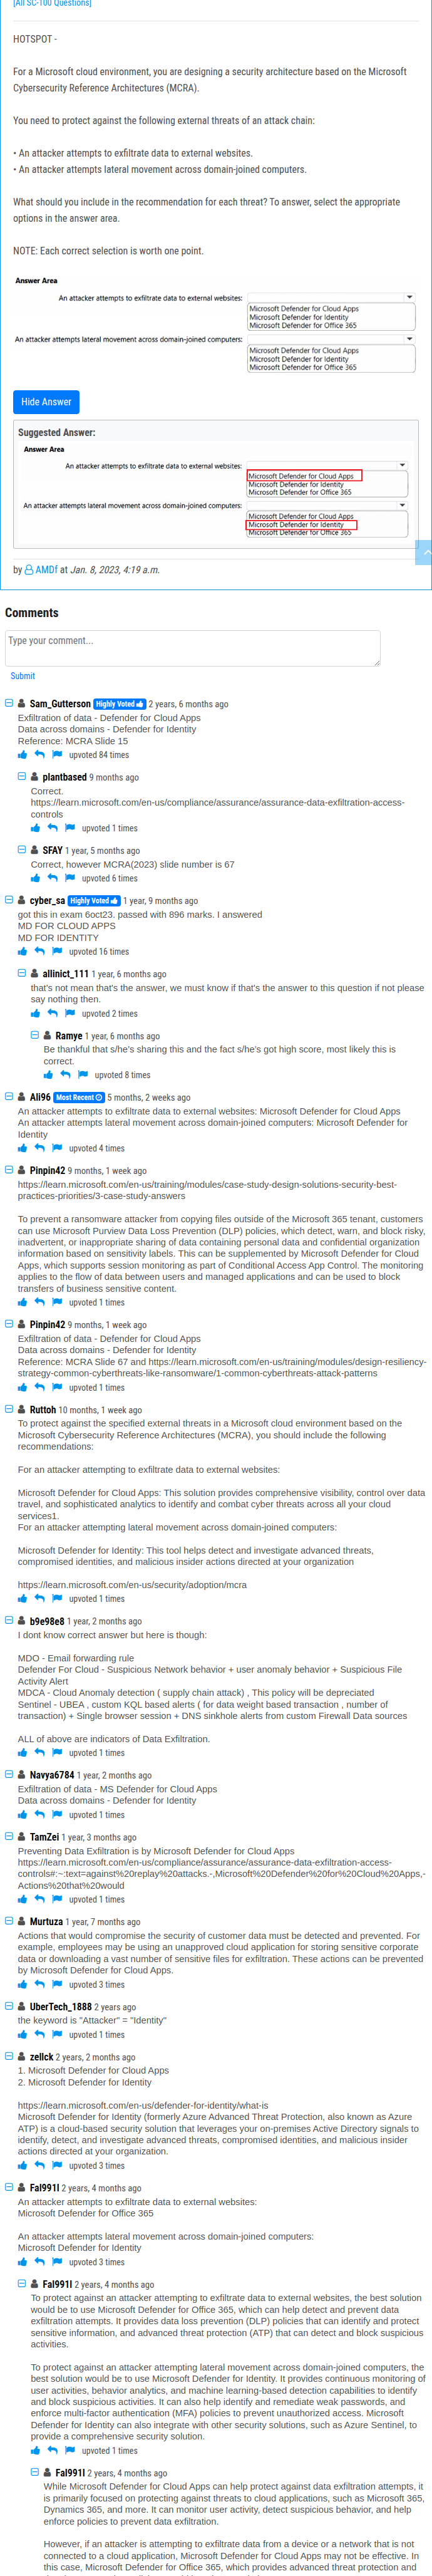 [All SC-100 Questions]
HOTSPOT -
For a Microsoft cloud environment, you are designing a security architecture based on the Microsoft
Cybersecurity Reference Architectures (MCRA).
You need to protect against the following external threats of an attack chain:
• An attacker attempts to exfiltrate data to external websites.
• An attacker attempts lateral movement across domain-joined computers.
What should you include in the recommendation for each threat? To answer, select the appropriate
options in the answer area.
NOTE: Each correct selection is worth one point.
Answer Area
An attacker attempts to exfiltrate data to external websites:
Microsoft Defender for Cloud Apps
Microsoft Defender for Identity
Microsoft Defender for Office 365
An attacker attempts lateral movement across domain-joined computers:
Microsoft Defender for Cloud Apps
Microsoft Defender for Identity
Microsoft Defender for Office 365
Hide Answer
Suggested Answer:
Answer Area
An attacker attempts to exfiltrate data to external websites:
Microsoft Defender for Cloud Apps
Microsoft Defender for Identity
Microsoft Defender for Office 365
An attacker attempts lateral movement across domain-joined computers:
Microsoft Defender for Cloud Apps
Microsoft Defender for Identity
Microsoft Defender for Office 365
by AMDf at Jan. 8, 2023, 4:19 a.m.
Comments
Type your comment...
Submit
Sam_Gutterson Highly Voted 2 years, 6 months ago
Exfiltration of data - Defender for Cloud Apps
Data across domains - Defender for Identity
Reference: MCRA Slide 15
upvoted 84 times
plantbased 9 months ago
Correct.
https://learn.microsoft.com/en-us/compliance/assurance/assurance-data-exfiltration-access-
controls
upvoted 1 times
SFAY 1 year, 5 months ago
Correct, however MCRA(2023) slide number is 67
upvoted 6 times
cyber_sa Highly Voted 1 year, 9 months ago
got this in exam 6oct23. passed with 896 marks. I answered
MD FOR CLOUD APPS
MD FOR IDENTITY
upvoted 16 times
allinict_111 1 year, 6 months ago
that's not mean that's the answer, we must know if that's the answer to this question if not please
say nothing then.
upvoted 2 times
Ramye 1 year, 6 months ago
Be thankful that s/he's sharing this and the fact s/he's got high score, most likely this is
correct.
upvoted 8 times
Ali96 Most Recent 5 months, 2 weeks ago
An attacker attempts to exfiltrate data to external websites: Microsoft Defender for Cloud Apps
An attacker attempts lateral movement across domain-joined computers: Microsoft Defender for
Identity
upvoted 4 times
Pinpin42 9 months, 1 week ago
https://learn.microsoft.com/en-us/training/modules/case-study-design-solutions-security-best-
practices-priorities/3-case-study-answers
To prevent a ransomware attacker from copying files outside of the Microsoft 365 tenant, customers
can use Microsoft Purview Data Loss Prevention (DLP) policies, which detect, warn, and block risky,
inadvertent, or inappropriate sharing of data containing personal data and confidential organization
information based on sensitivity labels. This can be supplemented by Microsoft Defender for Cloud
Apps, which supports session monitoring as part of Conditional Access App Control. The monitoring
applies to the flow of data between users and managed applications and can be used to block
transfers of business sensitive content.
upvoted 1 times
Pinpin42 9 months, 1 week ago
Exfiltration of data - Defender for Cloud Apps
Data across domains - Defender for Identity
Reference: MCRA Slide 67 and https://learn.microsoft.com/en-us/training/modules/design-resiliency-
strategy-common-cyberthreats-like-ransomware/1-common-cyberthreats-attack-patterns
upvoted 1 times
Ruttoh 10 months, 1 week ago
To protect against the specified external threats in a Microsoft cloud environment based on the
Microsoft Cybersecurity Reference Architectures (MCRA), you should include the following
recommendations:
For an attacker attempting to exfiltrate data to external websites:
Microsoft Defender for Cloud Apps: This solution provides comprehensive visibility, control over data
travel, and sophisticated analytics to identify and combat cyber threats across all your cloud
services1.
For an attacker attempting lateral movement across domain-joined computers:
Microsoft Defender for Identity: This tool helps detect and investigate advanced threats,
compromised identities, and malicious insider actions directed at your organization
https://learn.microsoft.com/en-us/security/adoption/mcra
upvoted 1 times
b9e98e8 1 year, 2 months ago
I dont know correct answer but here is though:
MDO - Email forwarding rule
Defender For Cloud - Suspicious Network behavior + user anomaly behavior + Suspicious File
Activity Alert
MDCA - Cloud Anomaly detection ( supply chain attack) , This policy will be depreciated
Sentinel - UBEA , custom KQL based alerts ( for data weight based transaction , number of
transaction) + Single browser session + DNS sinkhole alerts from custom Firewall Data sources
ALL of above are indicators of Data Exfiltration.
upvoted 1 times
Navya6784 1 year, 2 months ago
Exfiltration of data - MS Defender for Cloud Apps
Data across domains - Defender for Identity
upvoted 1 times
TamZei 1 year, 3 months ago
Preventing Data Exfiltration is by Microsoft Defender for Cloud Apps
https://learn.microsoft.com/en-us/compliance/assurance/assurance-data-exfiltration-access-
controls#:~:text=against%20replay%20attacks.-,Microsoft%20Defender%20for%20Cloud%20Apps,-
Actions%20that%20would
upvoted 1 times
Murtuza 1 year, 7 months ago
Actions that would compromise the security of customer data must be detected and prevented. For
example, employees may be using an unapproved cloud application for storing sensitive corporate
data or downloading a vast number of sensitive files for exfiltration. These actions can be prevented
by Microsoft Defender for Cloud Apps.
upvoted 3 times
UberTech_1888 2 years ago
the keyword is "Attacker" = "Identity"
upvoted 1 times
zellck 2 years, 2 months ago
1. Microsoft Defender for Cloud Apps
2. Microsoft Defender for Identity
https://learn.microsoft.com/en-us/defender-for-identity/what-is
Microsoft Defender for Identity (formerly Azure Advanced Threat Protection, also known as Azure
ATP) is a cloud-based security solution that leverages your on-premises Active Directory signals to
identify, detect, and investigate advanced threats, compromised identities, and malicious insider
actions directed at your organization.
upvoted 3 times
Fal991l 2 years, 4 months ago
An attacker attempts to exfiltrate data to external websites:
Microsoft Defender for Office 365
An attacker attempts lateral movement across domain-joined computers:
Microsoft Defender for Identity
upvoted 3 times
Fal991l 2 years, 4 months ago
To protect against an attacker attempting to exfiltrate data to external websites, the best solution
would be to use Microsoft Defender for Office 365, which can help detect and prevent data
exfiltration attempts. It provides data loss prevention (DLP) policies that can identify and protect
sensitive information, and advanced threat protection (ATP) that can detect and block suspicious
activities.
To protect against an attacker attempting lateral movement across domain-joined computers, the
best solution would be to use Microsoft Defender for Identity. It provides continuous monitoring of
user activities, behavior analytics, and machine learning-based detection capabilities to identify
and block suspicious activities. It can also help identify and remediate weak passwords, and
enforce multi-factor authentication (MFA) policies to prevent unauthorized access. Microsoft
Defender for Identity can also integrate with other security solutions, such as Azure Sentinel, to
provide a comprehensive security solution.
upvoted 1 times
Fal991l 2 years, 4 months ago
While Microsoft Defender for Cloud Apps can help protect against data exfiltration attempts, it
is primarily focused on protecting against threats to cloud applications, such as Microsoft 365,
Dynamics 365, and more. It can monitor user activity, detect suspicious behavior, and help
enforce policies to prevent data exfiltration.
However, if an attacker is attempting to exfiltrate data from a device or a network that is not
connected to a cloud application, Microsoft Defender for Cloud Apps may not be effective. In
this case, Microsoft Defender for Office 365, which provides advanced threat protection and